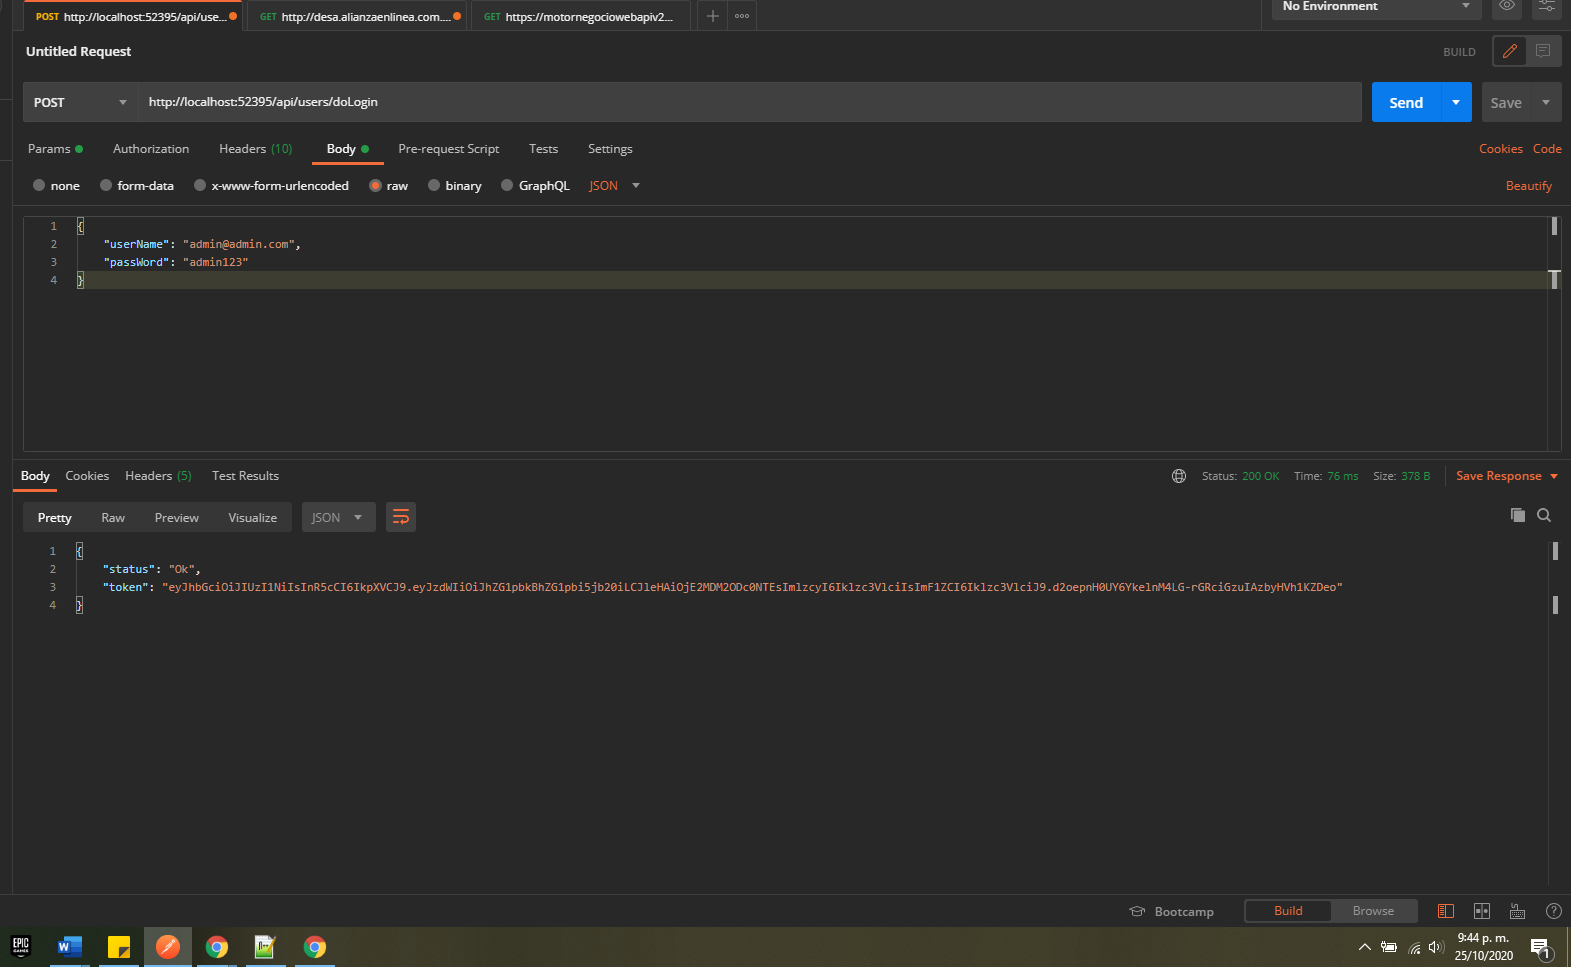 POST http://localhost:52395/api/use... GET http://desa.alianzaenlinea.com.... GET https://motornegociowebapiv2... No Environment
Untitled Request BUILD
POST http://localhost:52395/api/users/doLogin Send Save
Params Authorization Headers (10) Body Pre-request Script Tests Settings Cookies Code
none form-data x-www-form-urlencoded raw binary GraphQL JSON Beautify
1 {
2 "userName": "admin@admin.com",
3 "passWord": "admin123"
4 }
Body Cookies Headers (5) Test Results Status: 200 OK Time: 76 ms Size: 378 B Save Response
Pretty Raw Preview Visualize JSON
1 {
2 "status": "Ok",
3 "token": "eyJhbGciOiJIUzI1NiIsInR5cCI6IkpXVCJ9.eyJzdWIiOiJhZG1pbkBhZG1pbi5jb20iLCJleHAiOjE2MDM2ODc0NTEsImlzcyI6Iklzc3VlciIsImF1ZCI6Iklzc3VlciJ9.d2oepnH0UY6YkelnM4LG-rGRciGzuIAzbyHVh1KZDeo"
4 }
Bootcamp Build Browse
EPIC GAMES W 9:44 p. m.
25/10/2020 1